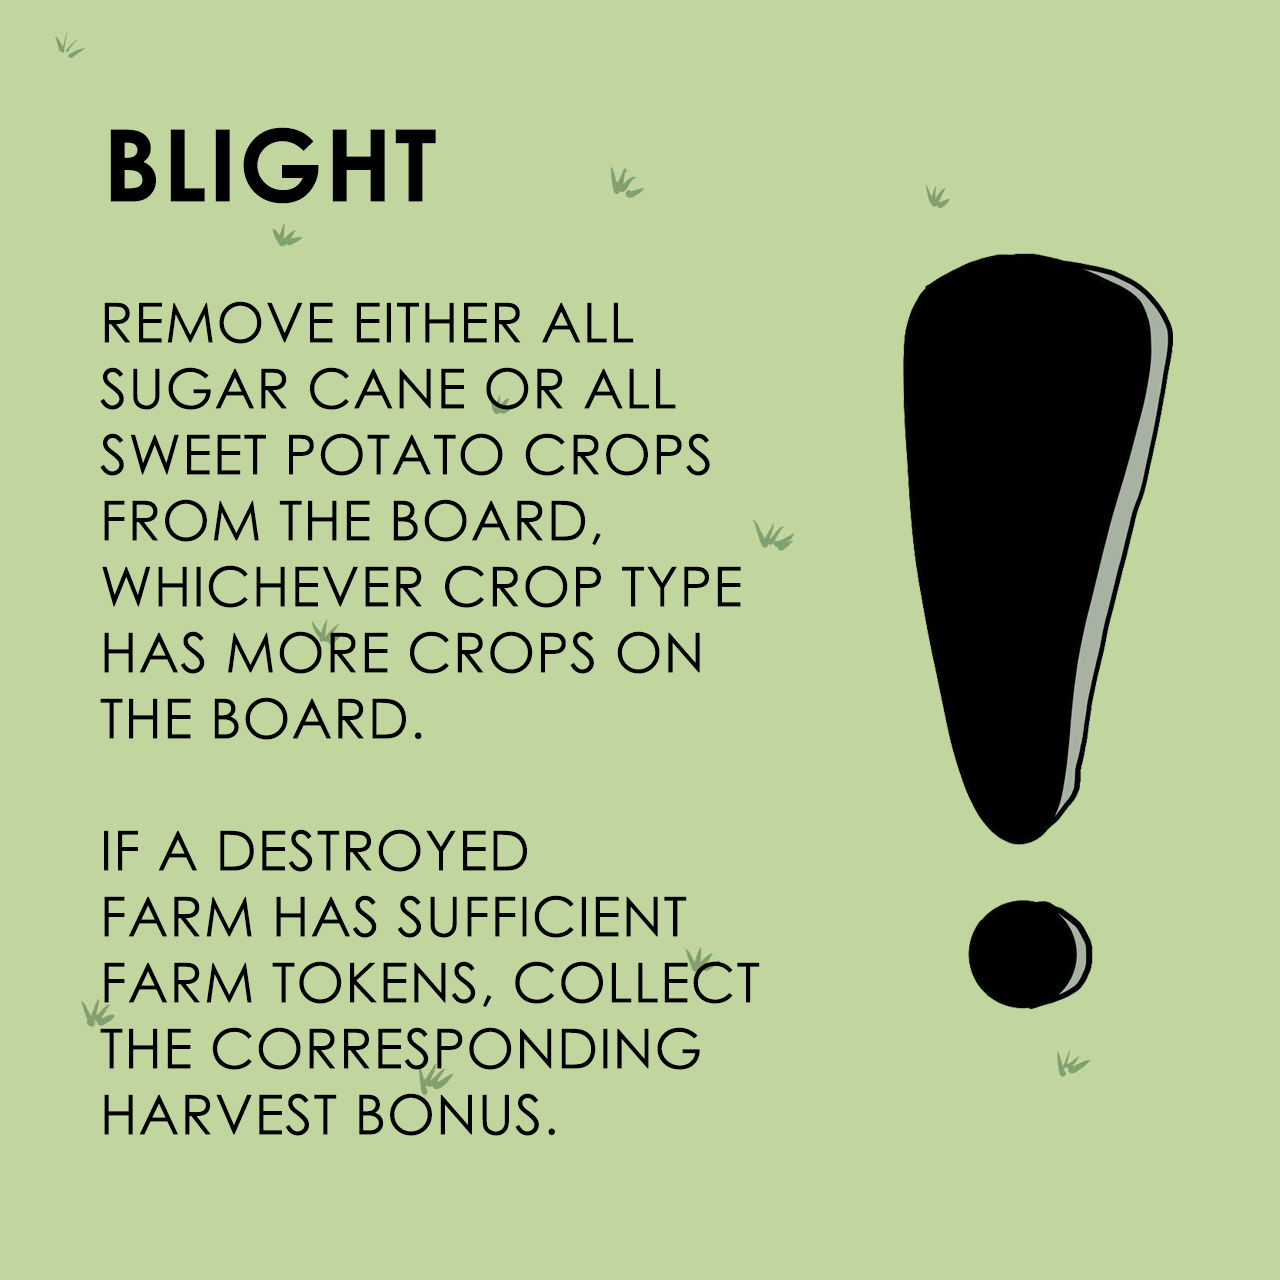 BLIGHT
REMOVE EITHER ALL
SUGAR CANE OR ALL
SWEET POTATO CROPS
FROM THE BOARD,
WHICHEVER CROP TYPE
HAS MORE CROPS ON
THE BOARD.
IF A DESTROYED
FARM HAS SUFFICIENT
FARM TOKENS, COLLECT
THE CORRESPONDING
HARVEST BONUS.